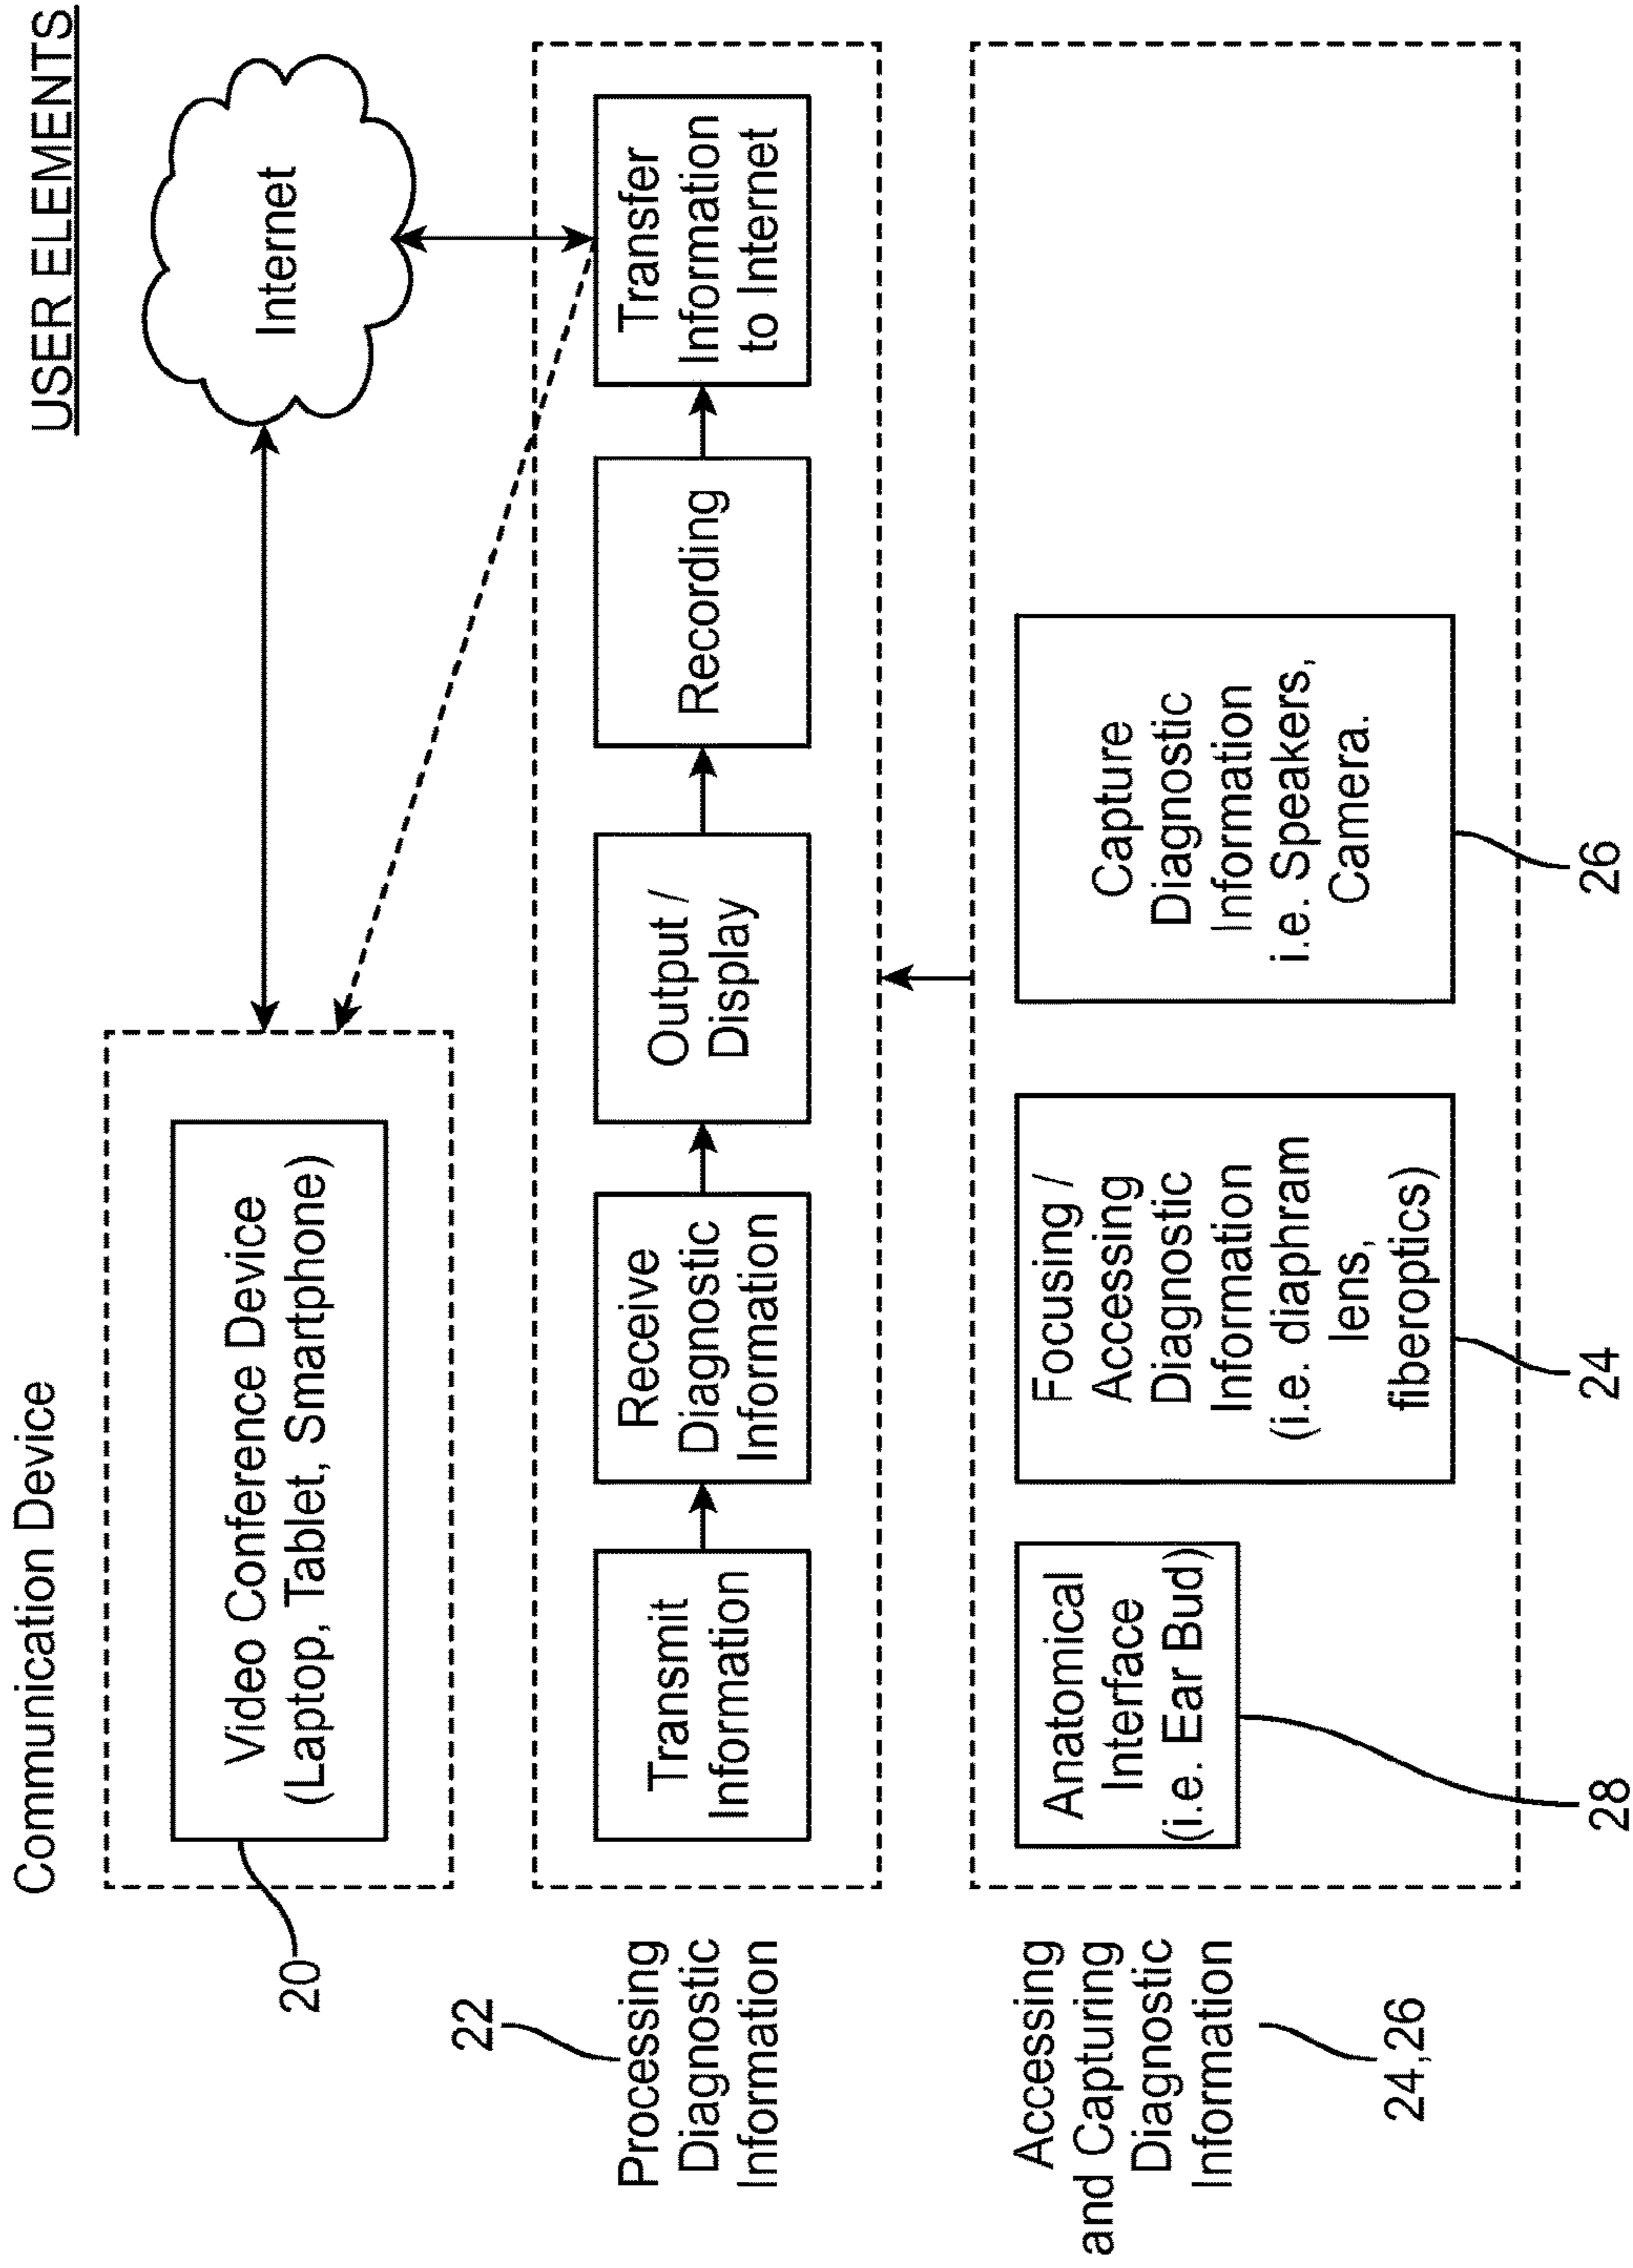 USER ELEMENTS
Communication Device
Video Conference Device
(Laptop, Tablet, Smartphone)
20
Internet
22
Processing
Diagnostic
Information
Transmit
Information
Receive
Diagnostic
Information
Output /
Display
Recording
Transfer
Information
to Internet
Accessing
and Capturing
Diagnostic
Information
24,26
Anatomical
Interface
(i.e. Ear Bud)
28
Focusing /
Accessing
Diagnostic
Information
(i.e. diaphram
lens,
fiberoptics)
24
Capture
Diagnostic
Information
i.e. Speakers,
Camera.
26